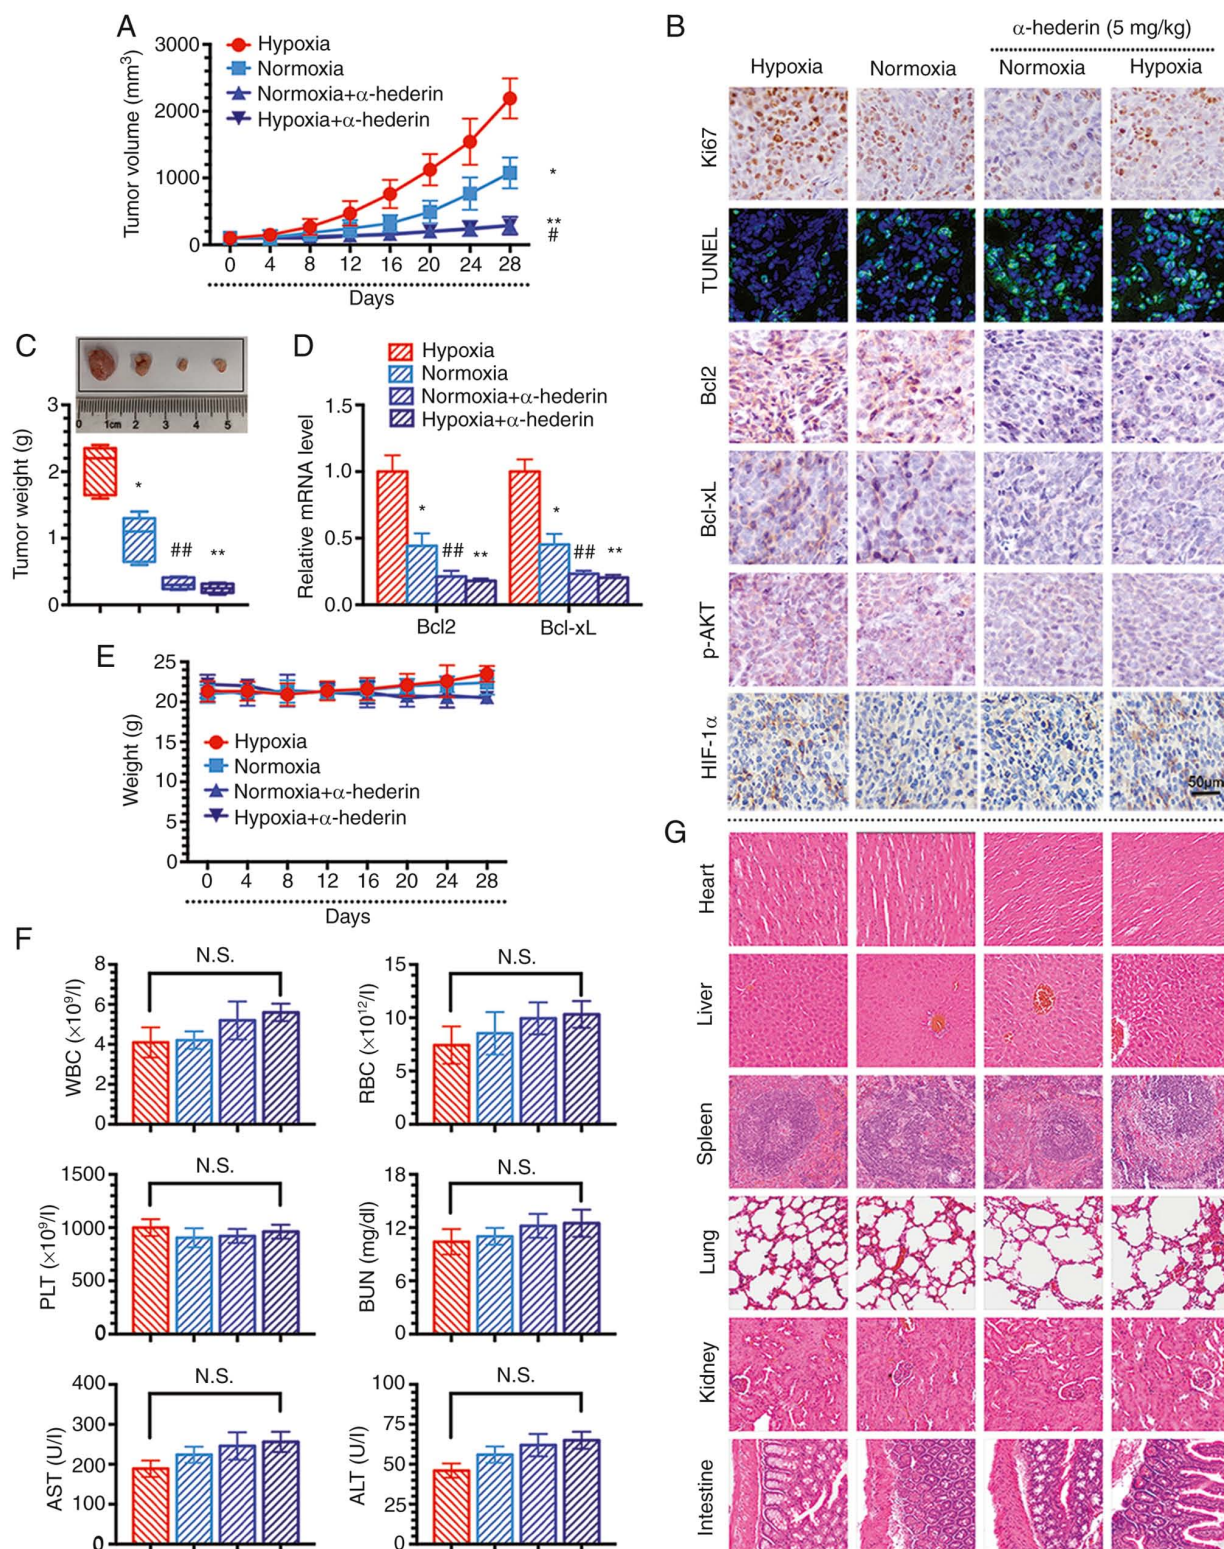 A
3000
2000
1000
0
Tumor volume (mm³)
Hypoxia
Normoxia
Normoxia+α-hederin
Hypoxia+α-hederin
*
**
#
0 4 8 12 16 20 24 28
Days
B
α-hederin (5 mg/kg)
Hypoxia Normoxia Normoxia Hypoxia
Ki67
TUNEL
Bcl2
Bcl-xL
p-AKT
HIF-1α
50μm
C
3
2
1
0
Tumor weight (g)
0 1cm 2 3 4 5
*
##
**
D
Hypoxia
Normoxia
Normoxia+α-hederin
Hypoxia+α-hederin
1.5
1.0
0.5
0.0
Relative mRNA level
* ## ** * ## **
Bcl2 Bcl-xL
E
25
20
15
10
5
0
Weight (g)
Hypoxia
Normoxia
Normoxia+α-hederin
Hypoxia+α-hederin
0 4 8 12 16 20 24 28
Days
F
N.S.
8
6
4
2
0
WBC (×10⁹/l)
N.S.
15
10
5
0
RBC (×10¹²/l)
N.S.
1500
1000
500
0
PLT (×10⁹/l)
N.S.
18
12
6
0
BUN (mg/dl)
N.S.
400
300
200
100
0
AST (U/l)
N.S.
100
75
50
25
0
ALT (U/l)
G
Heart
Liver
Spleen
Lung
Kidney
Intestine